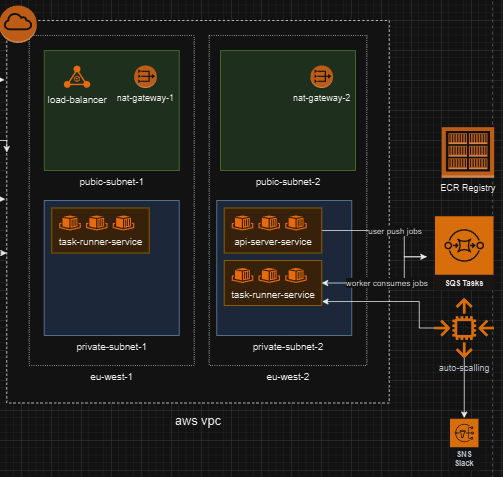 load-balancer
nat-gateway-1
nat-gateway-2
pubic-subnet-1
pubic-subnet-2
ECR Registry
task-runner-service
api-server-service
user push jobs
worker consumes jobs
SQS Tasks
task-runner-service
private-subnet-1
private-subnet-2
auto-scalling
eu-west-1
eu-west-2
aws vpc
SNS
Slack